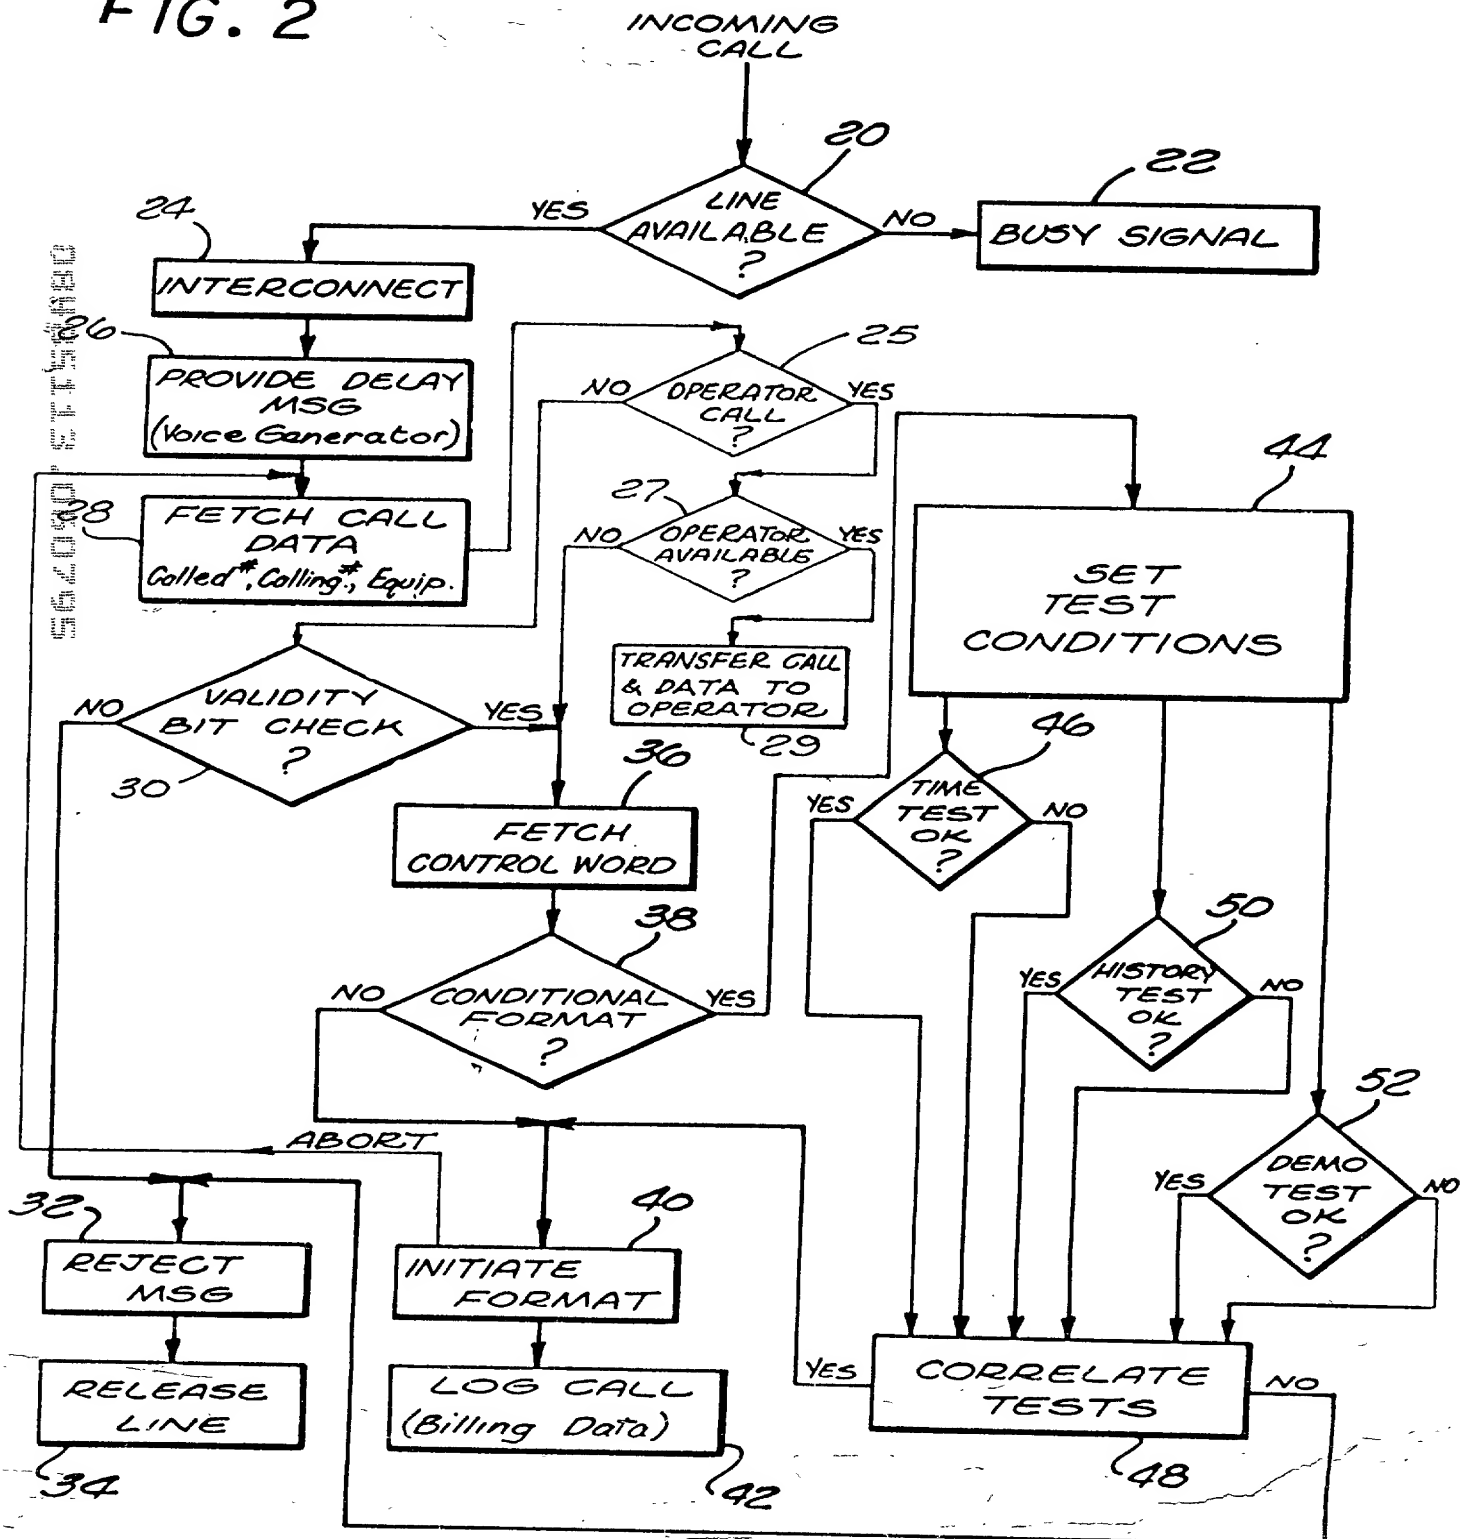 FIG. 2
INCOMING
CALL
20
22
24
YES
LINE
AVAILABLE
?
NO
BUSY SIGNAL
INTERCONNECT
26
25
PROVIDE DELAY
MSG
(Voice Generator)
NO
OPERATOR
CALL
?
YES
44
28
27
FETCH CALL
DATA
Called#, Calling#, Equip.
NO
OPERATOR
AVAILABLE
?
YES
SET
TEST
CONDITIONS
TRANSFER CALL
& DATA TO
OPERATOR
29
NO
VALIDITY
BIT CHECK
?
YES
30
36
46
FETCH
CONTROL WORD
YES
TIME
TEST
OK
?
NO
38
50
NO
CONDITIONAL
FORMAT
?
YES
YES
HISTORY
TEST
OK
?
NO
52
ABORT
YES
DEMO
TEST
OK
?
NO
32
40
REJECT
MSG
INITIATE
FORMAT
RELEASE
LINE
LOG CALL
(Billing Data)
YES
CORRELATE
TESTS
NO
34
42
48
08445113.050795